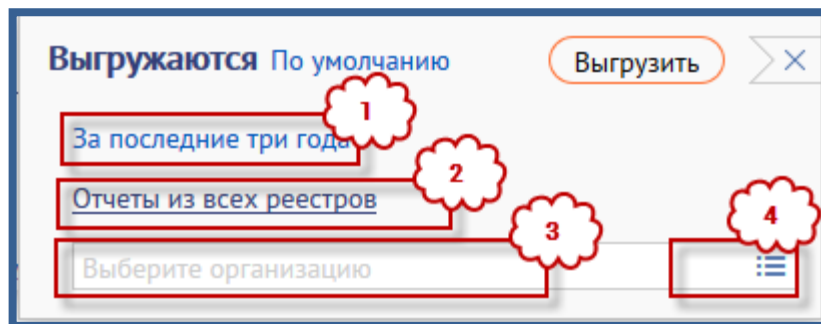 Выгружаются По умолчанию Выгрузить
1
За последние три года
2
Отчеты из всех реестров
3
4
Выберите организацию